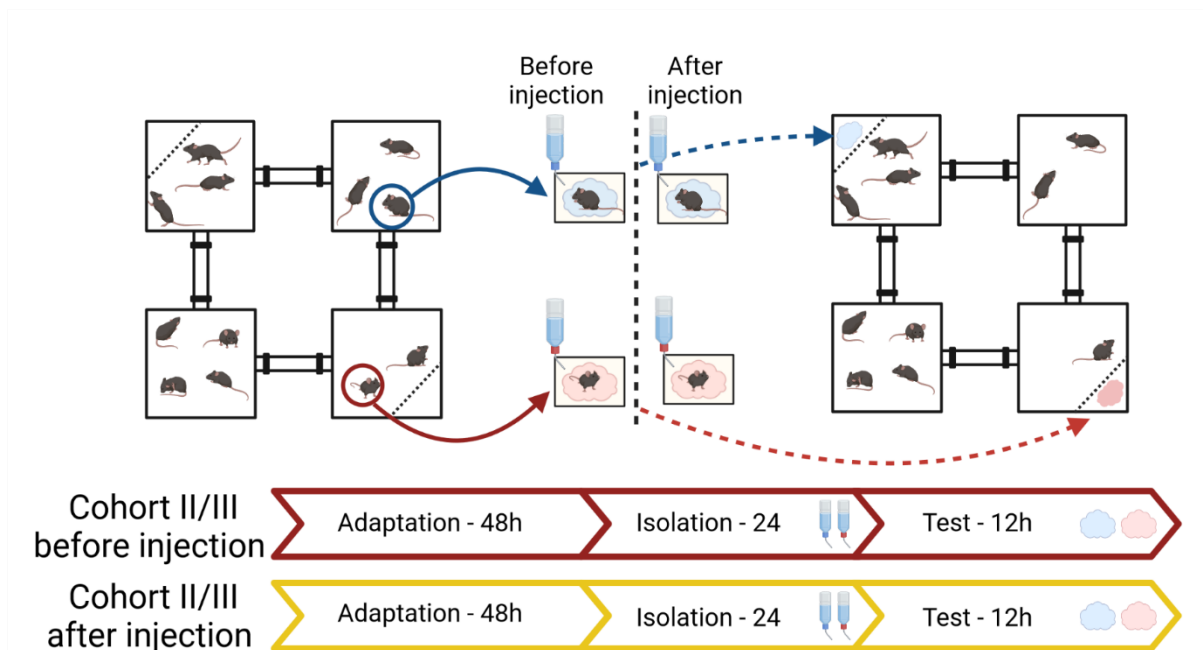 Before
injection
After
injection
Cohort II/III
before injection
Adaptation - 48h
Isolation - 24
Test - 12h
Cohort II/III
after injection
Adaptation - 48h
Isolation - 24
Test - 12h